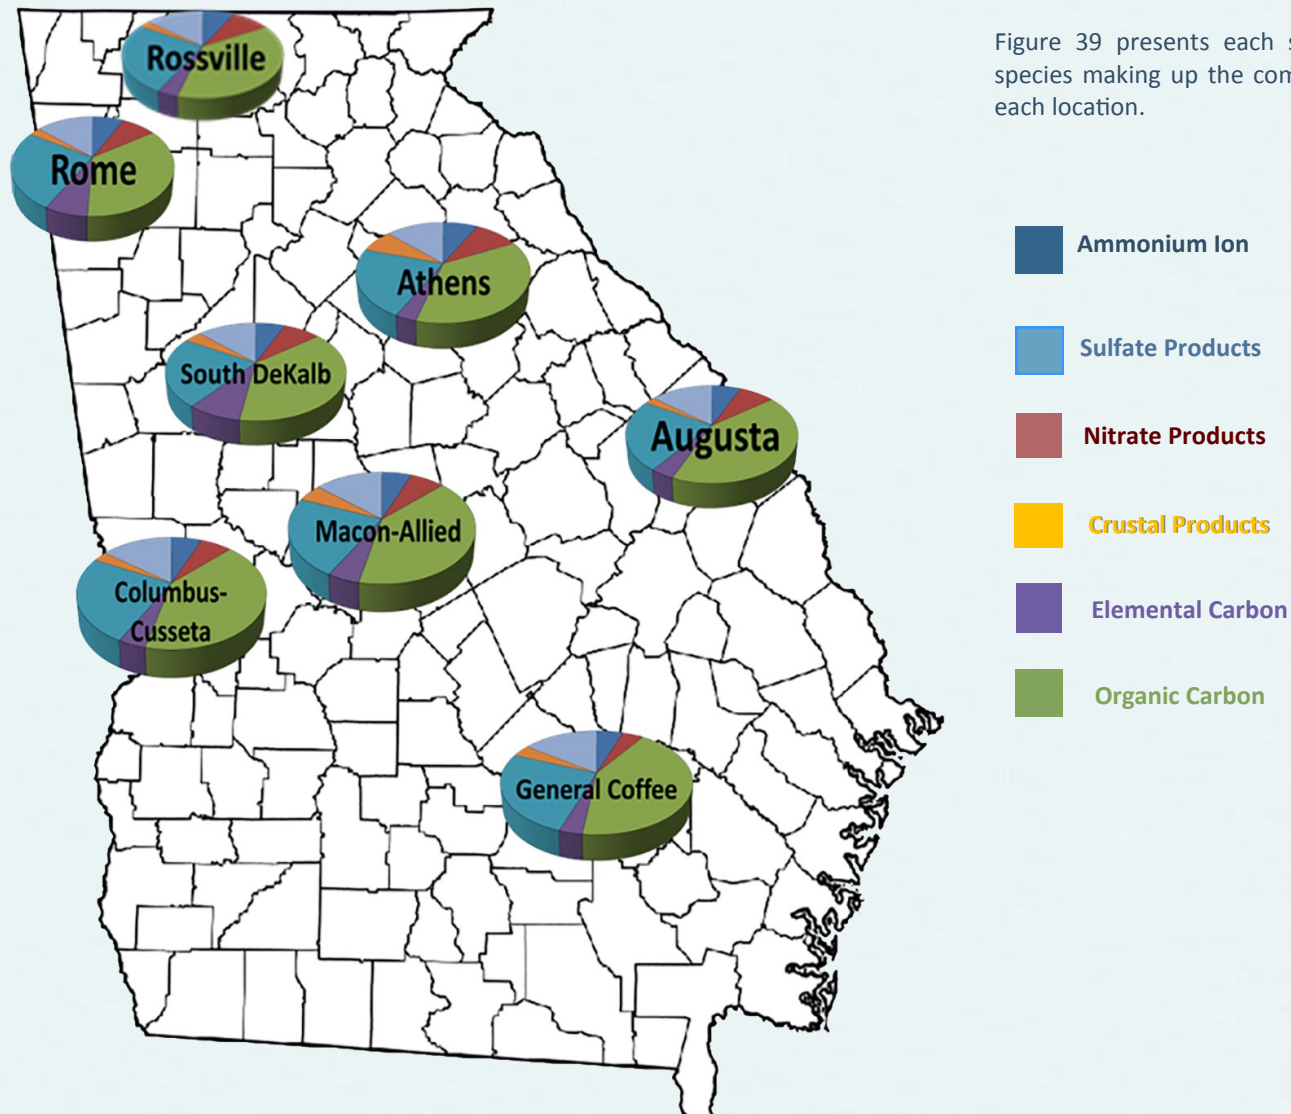 Figure 39 presents each
species making up the
each location.
Rossville
Rome
Athens
South DeKalb
Augusta
Macon-Allied
Columbus-
Cusseta
General Coffee
Ammonium Ion
Sulfate Products
Nitrate Products
Crustal Products
Elemental Carbon
Organic Carbon